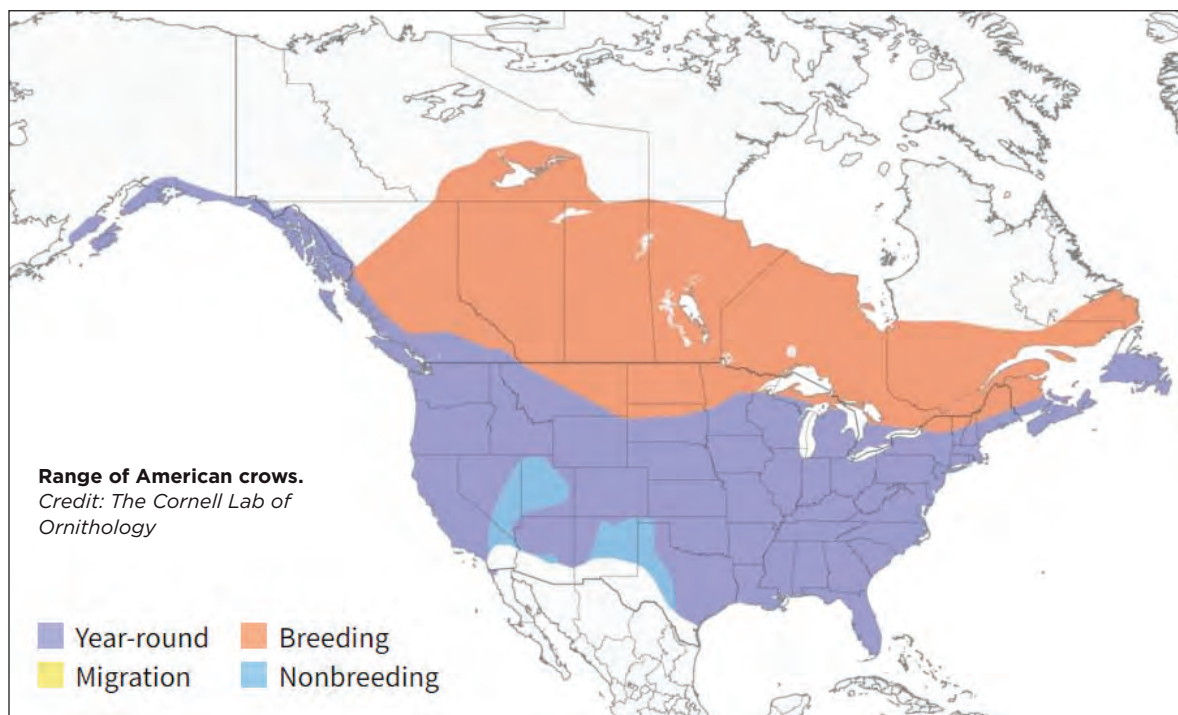 Range of American crows.
Credit: The Cornell Lab of
Ornithology
Year-round
Breeding
Migration
Nonbreeding